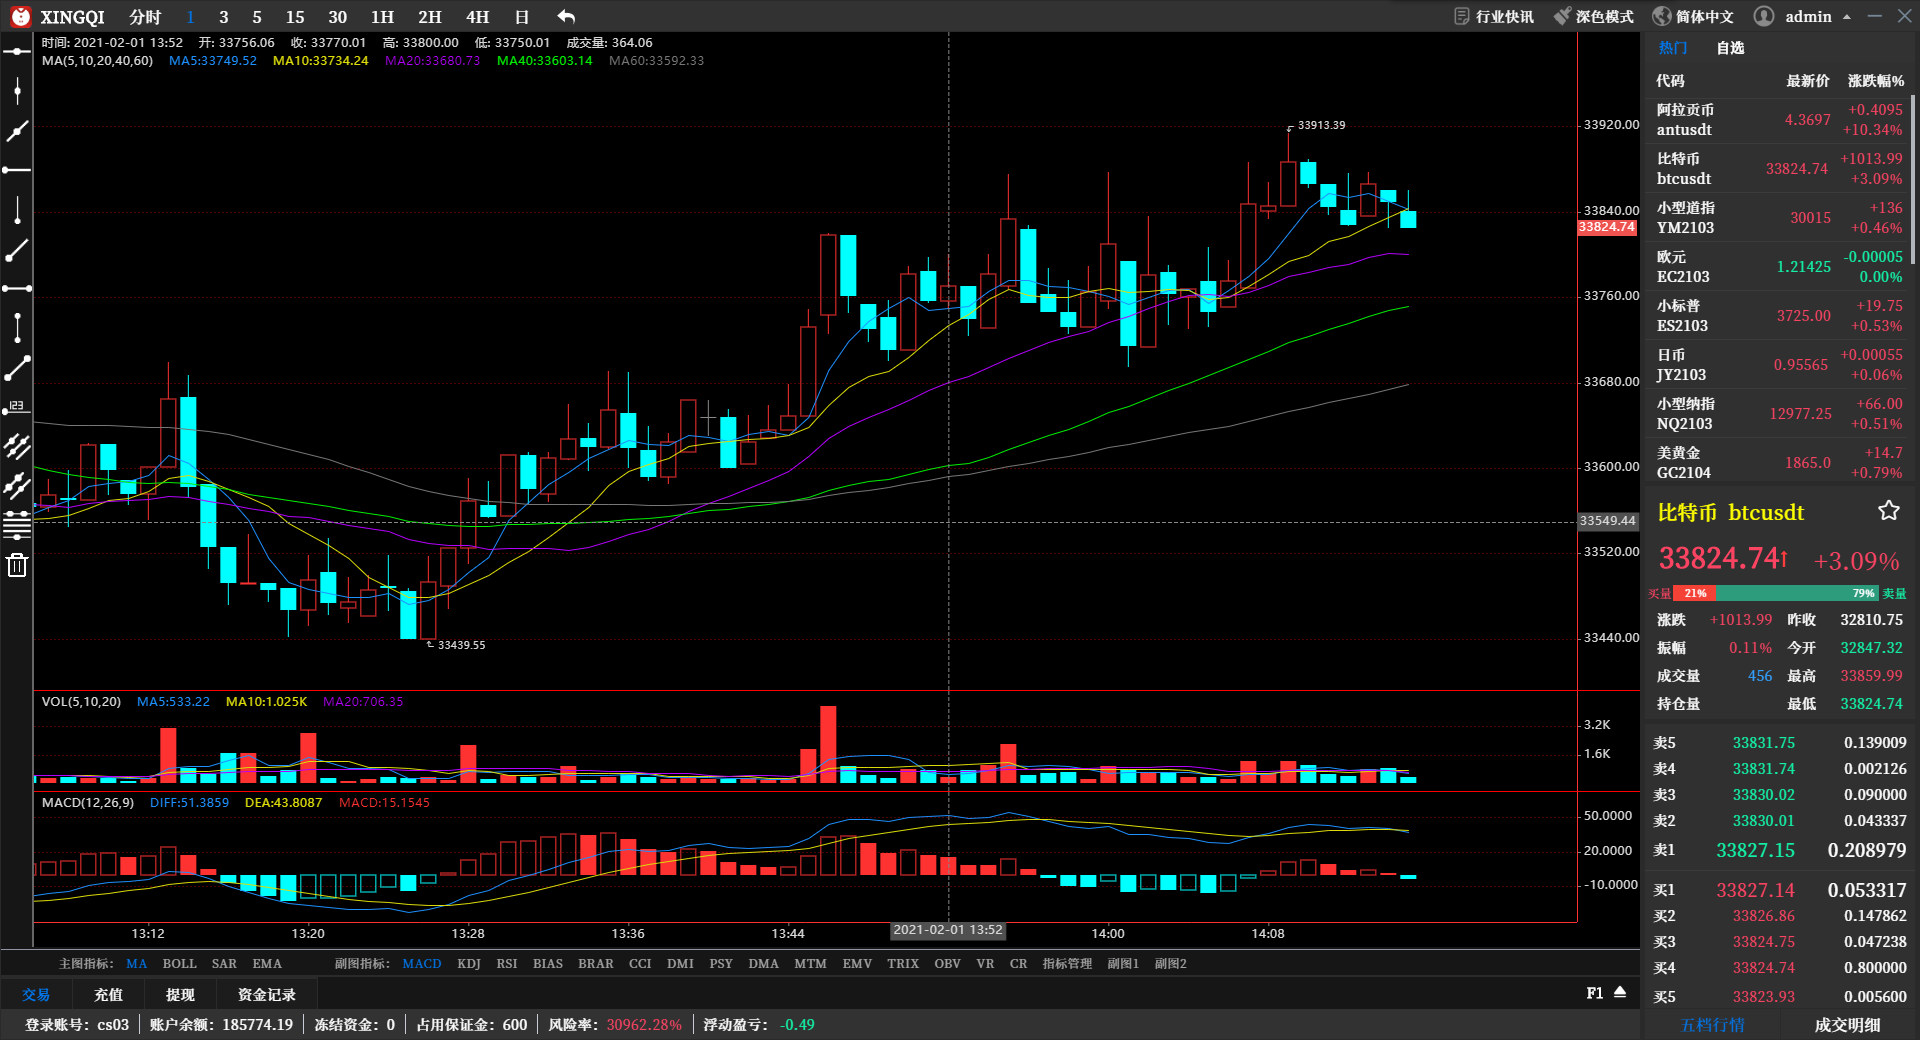 XINGQI 分时 1 3 5 15 30 1H 2H 4H 日 行业快讯 深色模式 简体中文 admin
时间: 2021-02-01 13:52 开: 33756.06 收: 33770.01 高: 33800.00 低: 33750.01 成交量: 364.06
MA(5,10,20,40,60) MA5:33749.52 MA10:33734.24 MA20:33680.73 MA40:33603.14 MA60:33592.33
123
33913.39
33439.55
33920.00
33840.00
33824.74
33760.00
33680.00
33600.00
33549.44
33520.00
33440.00
VOL(5,10,20) MA5:533.22 MA10:1.025K MA20:706.35
3.2K
1.6K
MACD(12,26,9) DIFF:51.3859 DEA:43.8087 MACD:15.1545
50.0000
20.0000
-10.0000
13:12 13:20 13:28 13:36 13:44 2021-02-01 13:52 14:00 14:08
主图指标: MA BOLL SAR EMA 副图指标: MACD KDJ RSI BIAS BRAR CCI DMI PSY DMA MTM EMV TRIX OBV VR CR 指标管理 副图1 副图2
交易 充值 提现 资金记录 F1
登录账号: cs03 账户余额: 185774.19 冻结资金: 0 占用保证金: 600 风险率: 30962.28% 浮动盈亏: -0.49
热门 自选
代码 最新价 涨跌幅%
阿拉贡币 +0.4095
antusdt 4.3697 +10.34%
比特币 +1013.99
btcusdt 33824.74 +3.09%
小型道指 +136
YM2103 30015 +0.46%
欧元 -0.00005
EC2103 1.21425 0.00%
小标普 +19.75
ES2103 3725.00 +0.53%
日币 +0.00055
JY2103 0.95565 +0.06%
小型纳指 +66.00
NQ2103 12977.25 +0.51%
美黄金 +14.7
GC2104 1865.0 +0.79%
比特币 btcusdt
33824.74↑ +3.09%
买量 21% 79% 卖量
涨跌 +1013.99 昨收 32810.75
振幅 0.11% 今开 32847.32
成交量 456 最高 33859.99
持仓量 最低 33824.74
卖5 33831.75 0.139009
卖4 33831.74 0.002126
卖3 33830.02 0.090000
卖2 33830.01 0.043337
卖1 33827.15 0.208979
买1 33827.14 0.053317
买2 33826.86 0.147862
买3 33824.75 0.047238
买4 33824.74 0.800000
买5 33823.93 0.005600
五档行情 成交明细